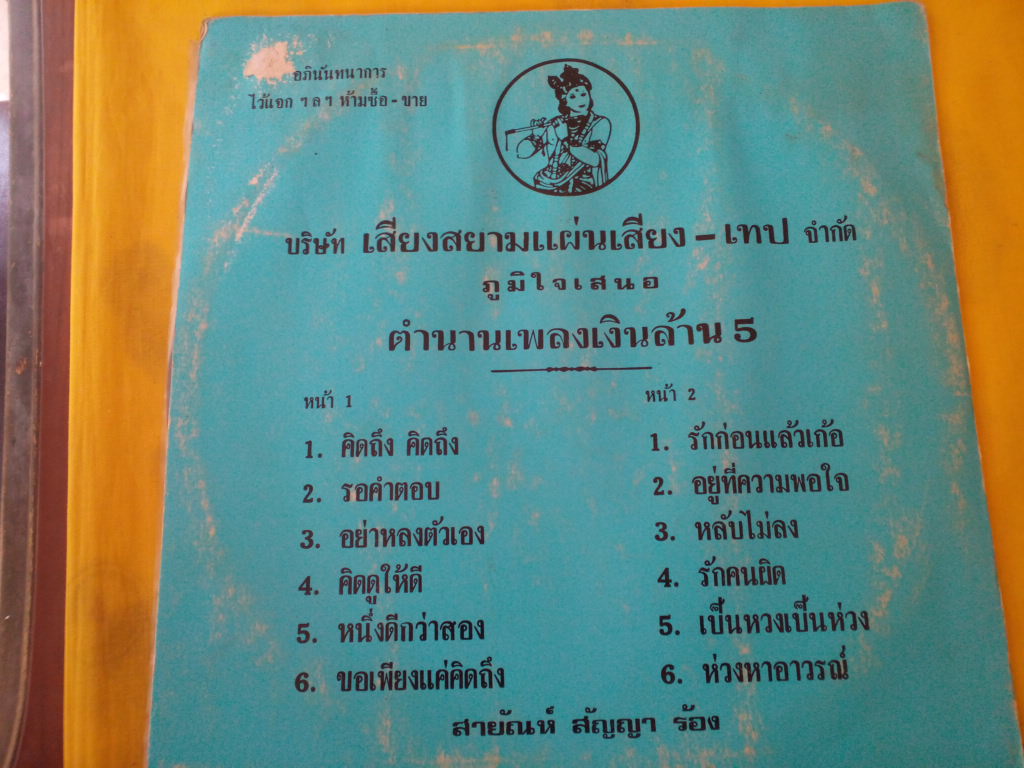 อภินันทนาการ
ไว้แจก ฯลฯ ห้ามซื้อ - ขาย
บริษัท เสียงสยามแผ่นเสียง – เทป จำกัด
ภูมิใจเสนอ
ตำนานเพลงเงินล้าน 5
หน้า 1
1. คิดถึง คิดถึง
2. รอคำตอบ
3. อย่าหลงตัวเอง
4. คิดดูให้ดี
5. หนึ่งดีกว่าสอง
6. ขอเพียงแค่คิดถึง
หน้า 2
1. รักก่อนแล้วเก้อ
2. อยู่ที่ความพอใจ
3. หลับไม่ลง
4. รักคนผิด
5. เปิ้นหวงเปิ้นห่วง
6. ห่วงหาอาวรณ์
สายัณห์ สัญญา ร้อง